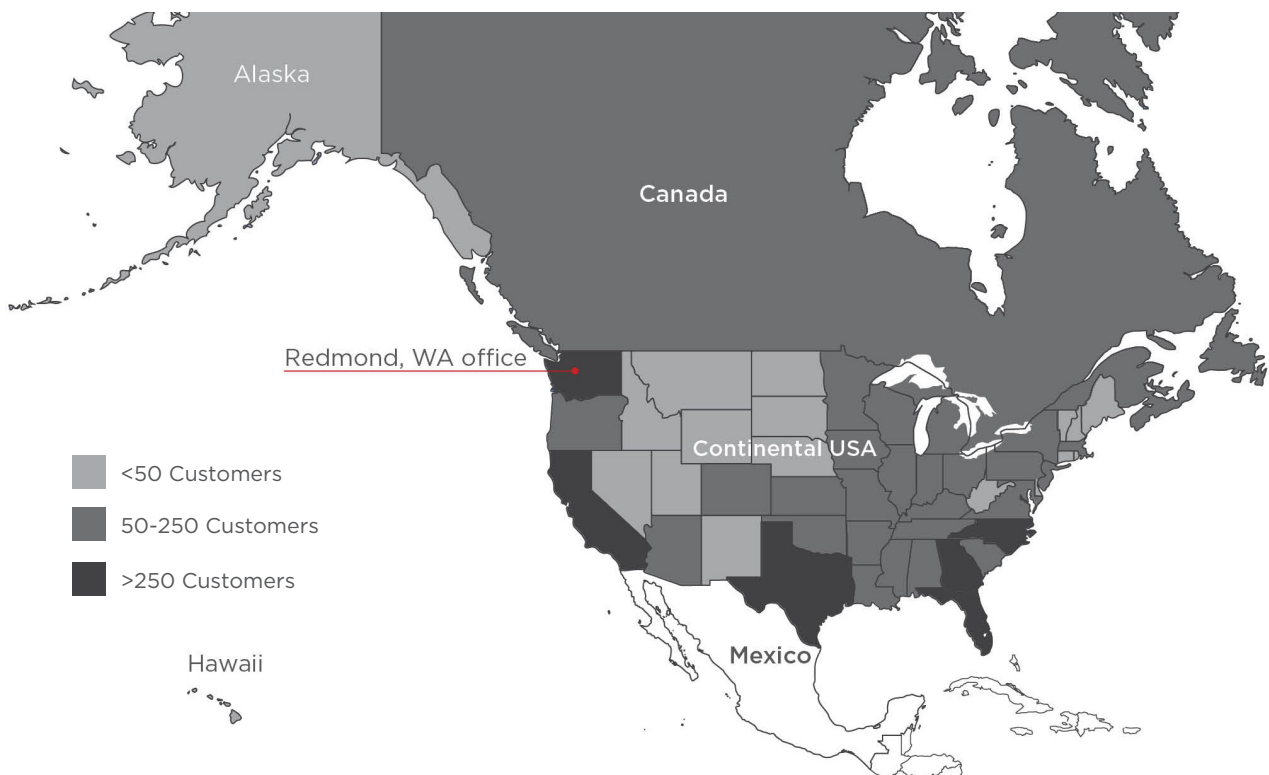 Alaska
Canada
Redmond, WA office
Continental USA
<50 Customers
50-250 Customers
>250 Customers
Mexico
Hawaii